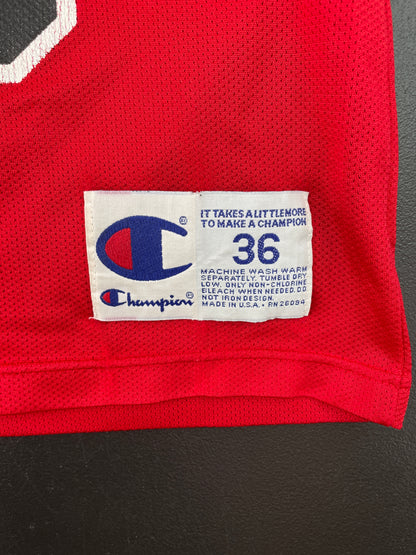 IT TAKES A LITTLE MORE
TO MAKE A CHAMPION
36
MACHINE WASH WARM
SEPARATELY. TUMBLE DRY
LOW. ONLY NON-CHLORINE
BLEACH WHEN NEEDED. DO
NOT IRON DESIGN.
MADE IN U.S.A. • RN 26094
®
Champion®